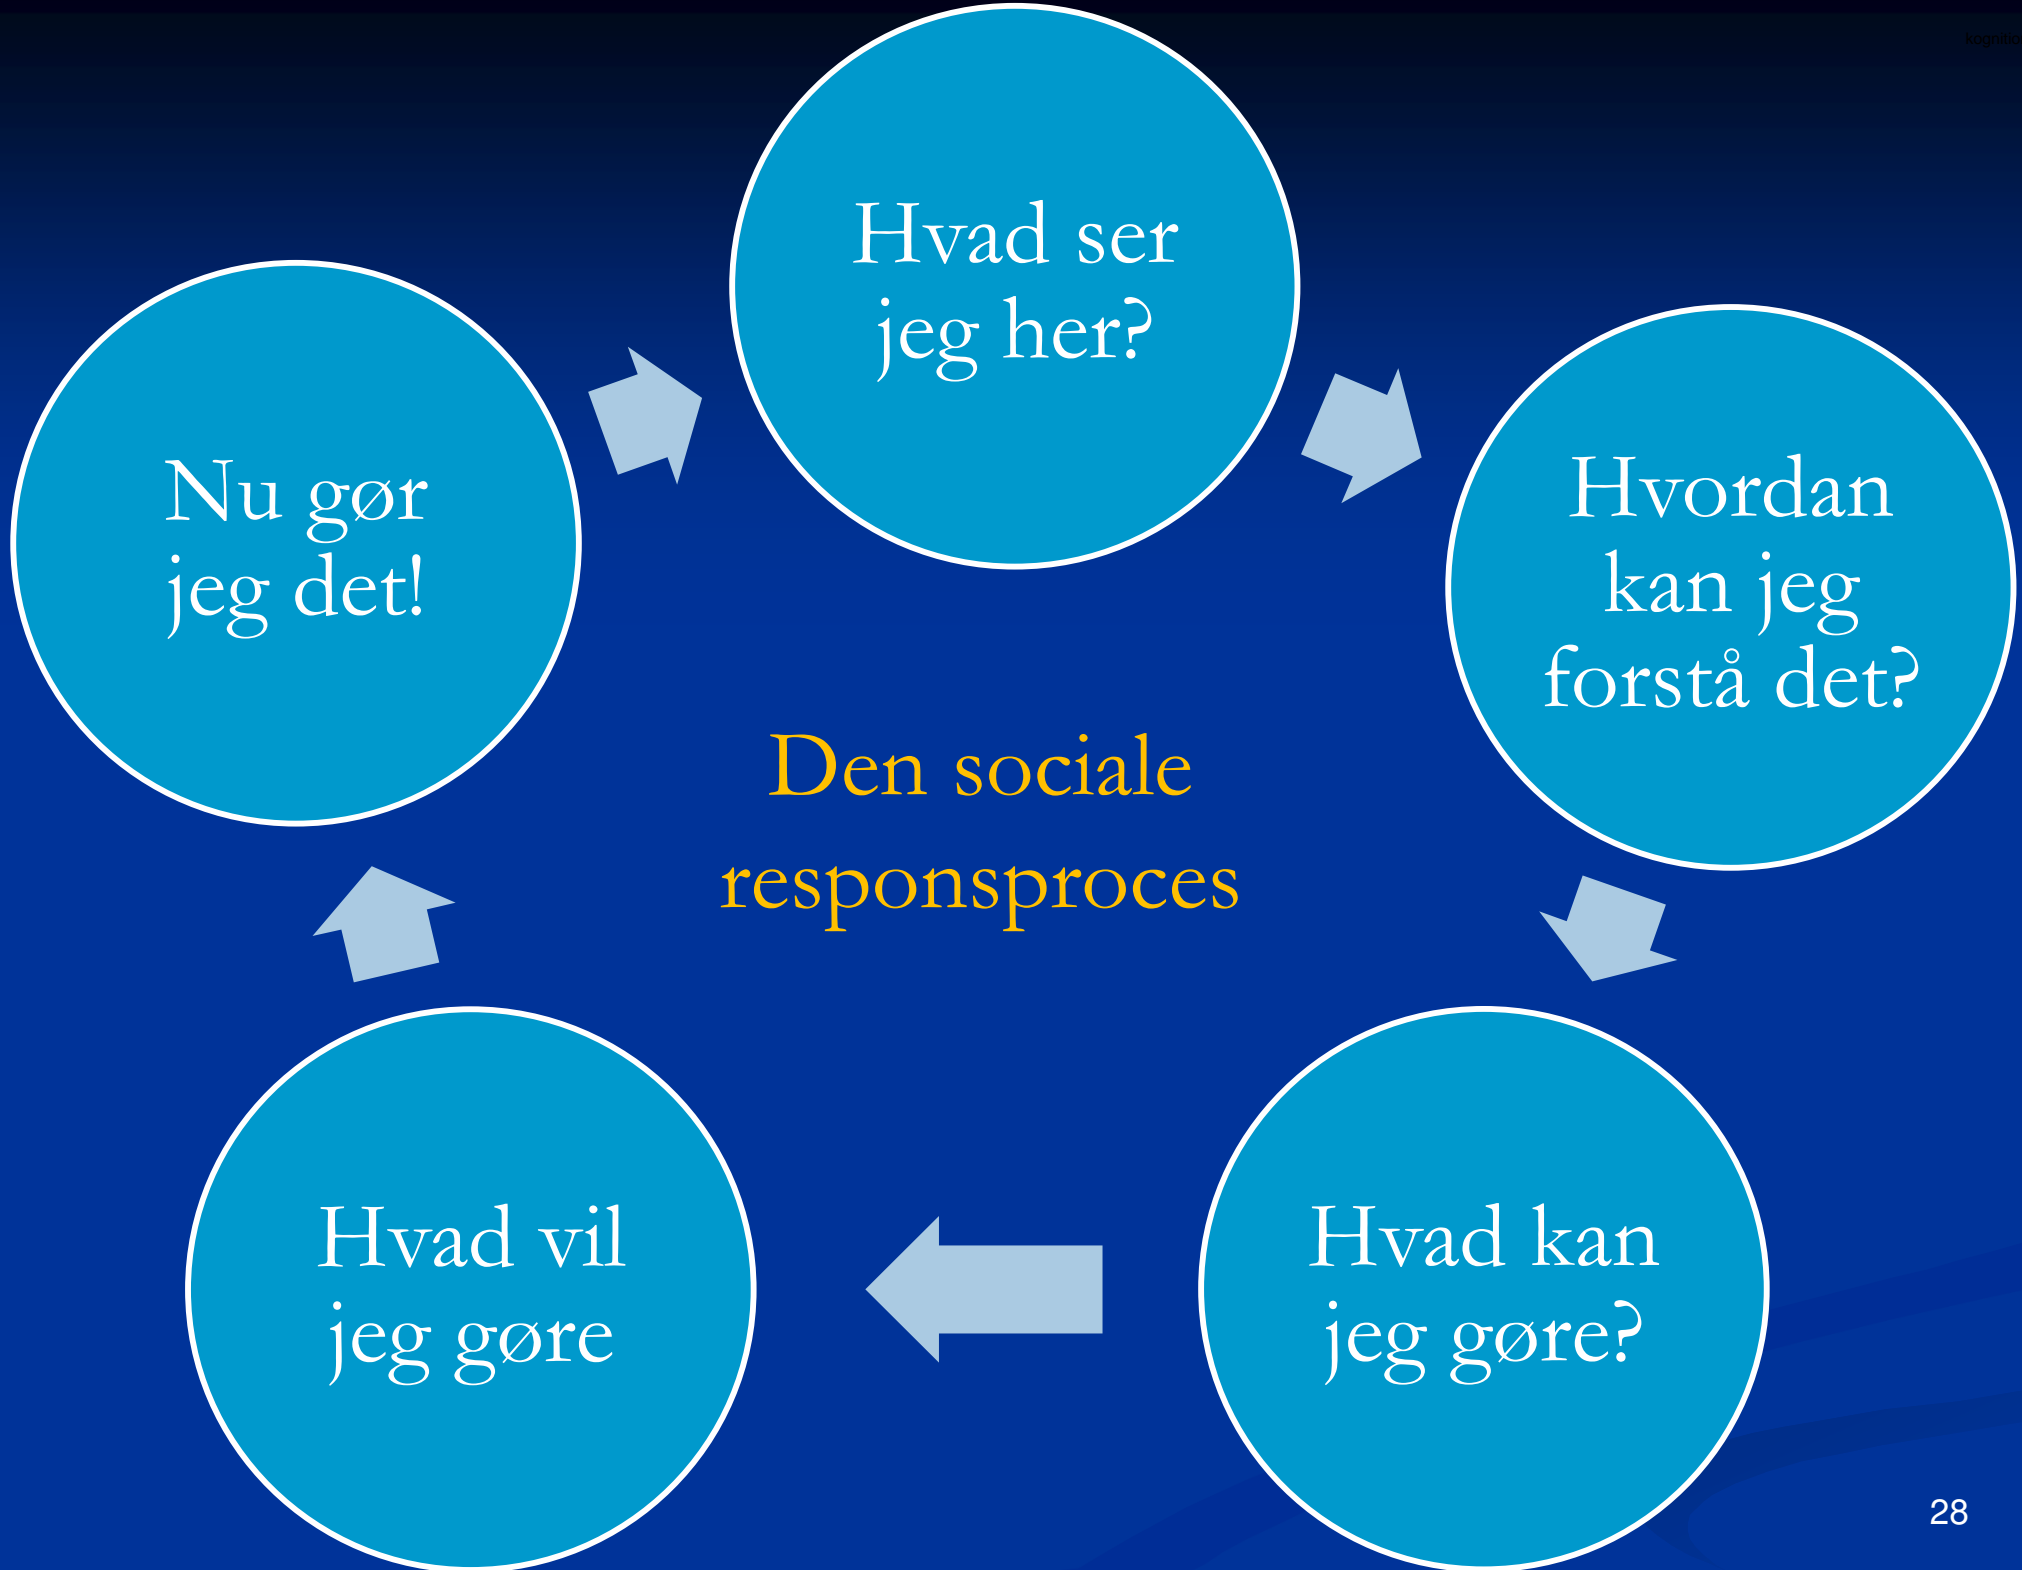 Hvad ser
jeg her?
Hvordan
kan jeg
forstå det?
Hvad kan
jeg gøre?
Hvad vil
jeg gøre
Nu gør
jeg det!
Den sociale
responsproces
28